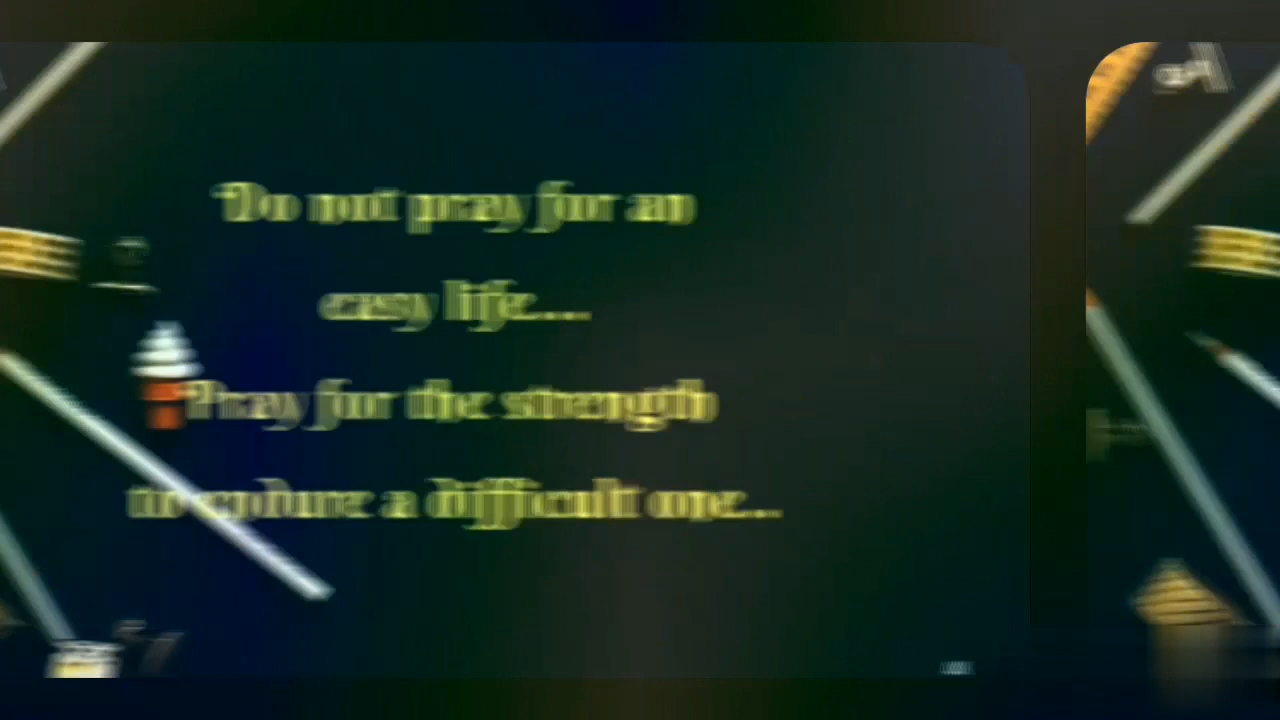 Do not pray for an
easy life....
Pray for the strength
to endure a difficult one...